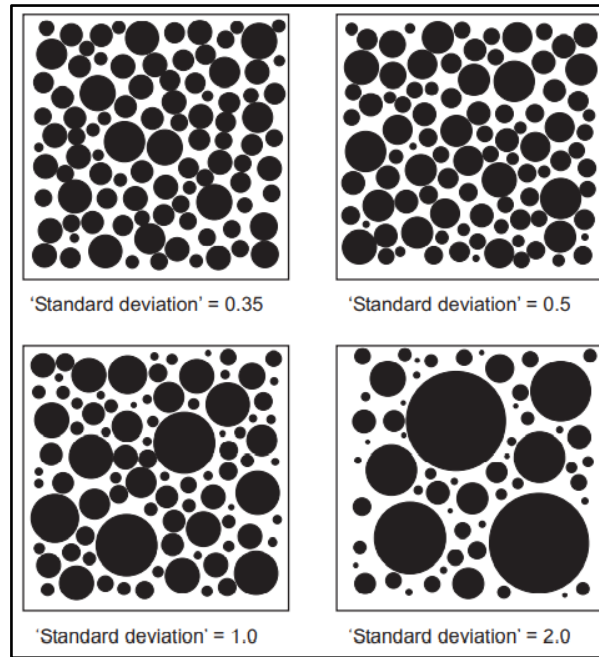 ‘Standard deviation’ = 0.35
‘Standard deviation’ = 0.5
‘Standard deviation’ = 1.0
‘Standard deviation’ = 2.0